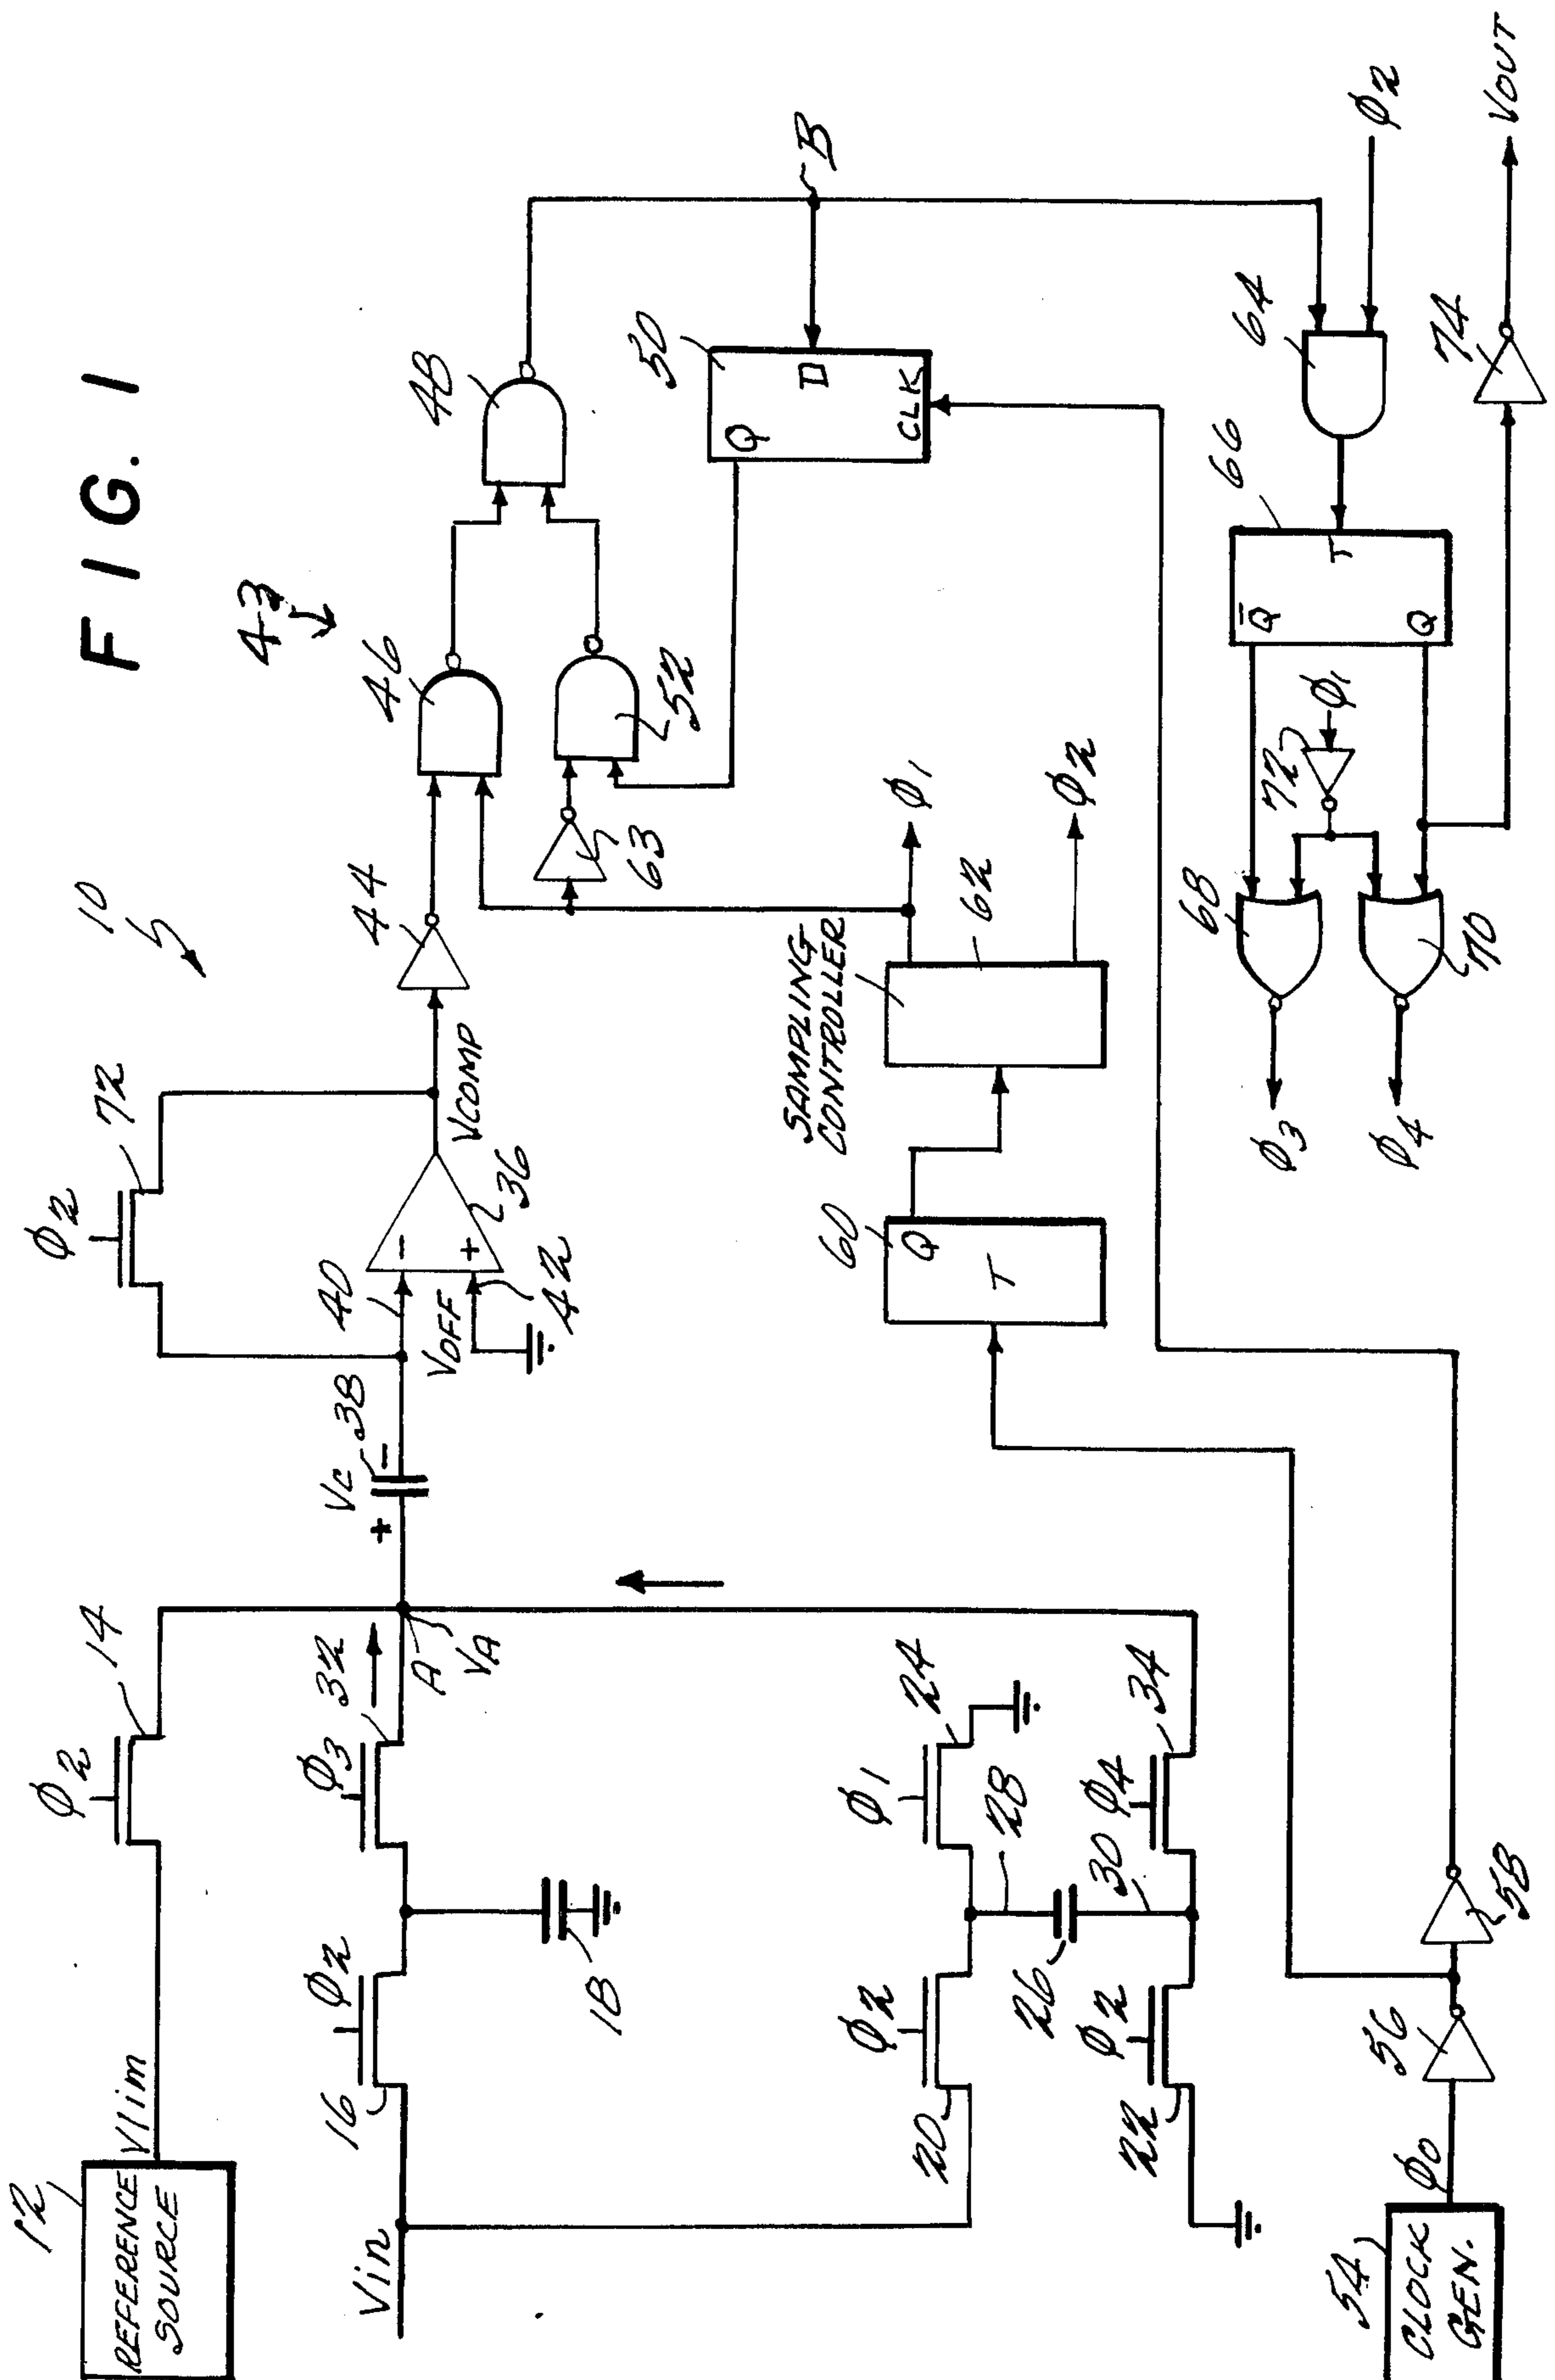 FIG. 1
10
43
12
REFERENCE
SOURCE
Vlim
ϕ2
14
Vin
16
ϕ2
18
ϕ3
32
A
VA
+
Vc
38
-
40
ϕ2
72
-
+
36
VOFF
42
VCOMP
44
46
48
63
52
50
Q
D
CLK
B
20
ϕ2
ϕ1
24
28
26
30
22
ϕ2
ϕ4
34
SAMPLING
CONTROLLER
60
Q
T
62
ϕ1
ϕ2
54
CLOCK
GEN.
ϕ0
56
58
ϕ2
64
66
Q̄
T
Q
72
ϕ1
68
70
ϕ3
ϕ4
74
VOUT